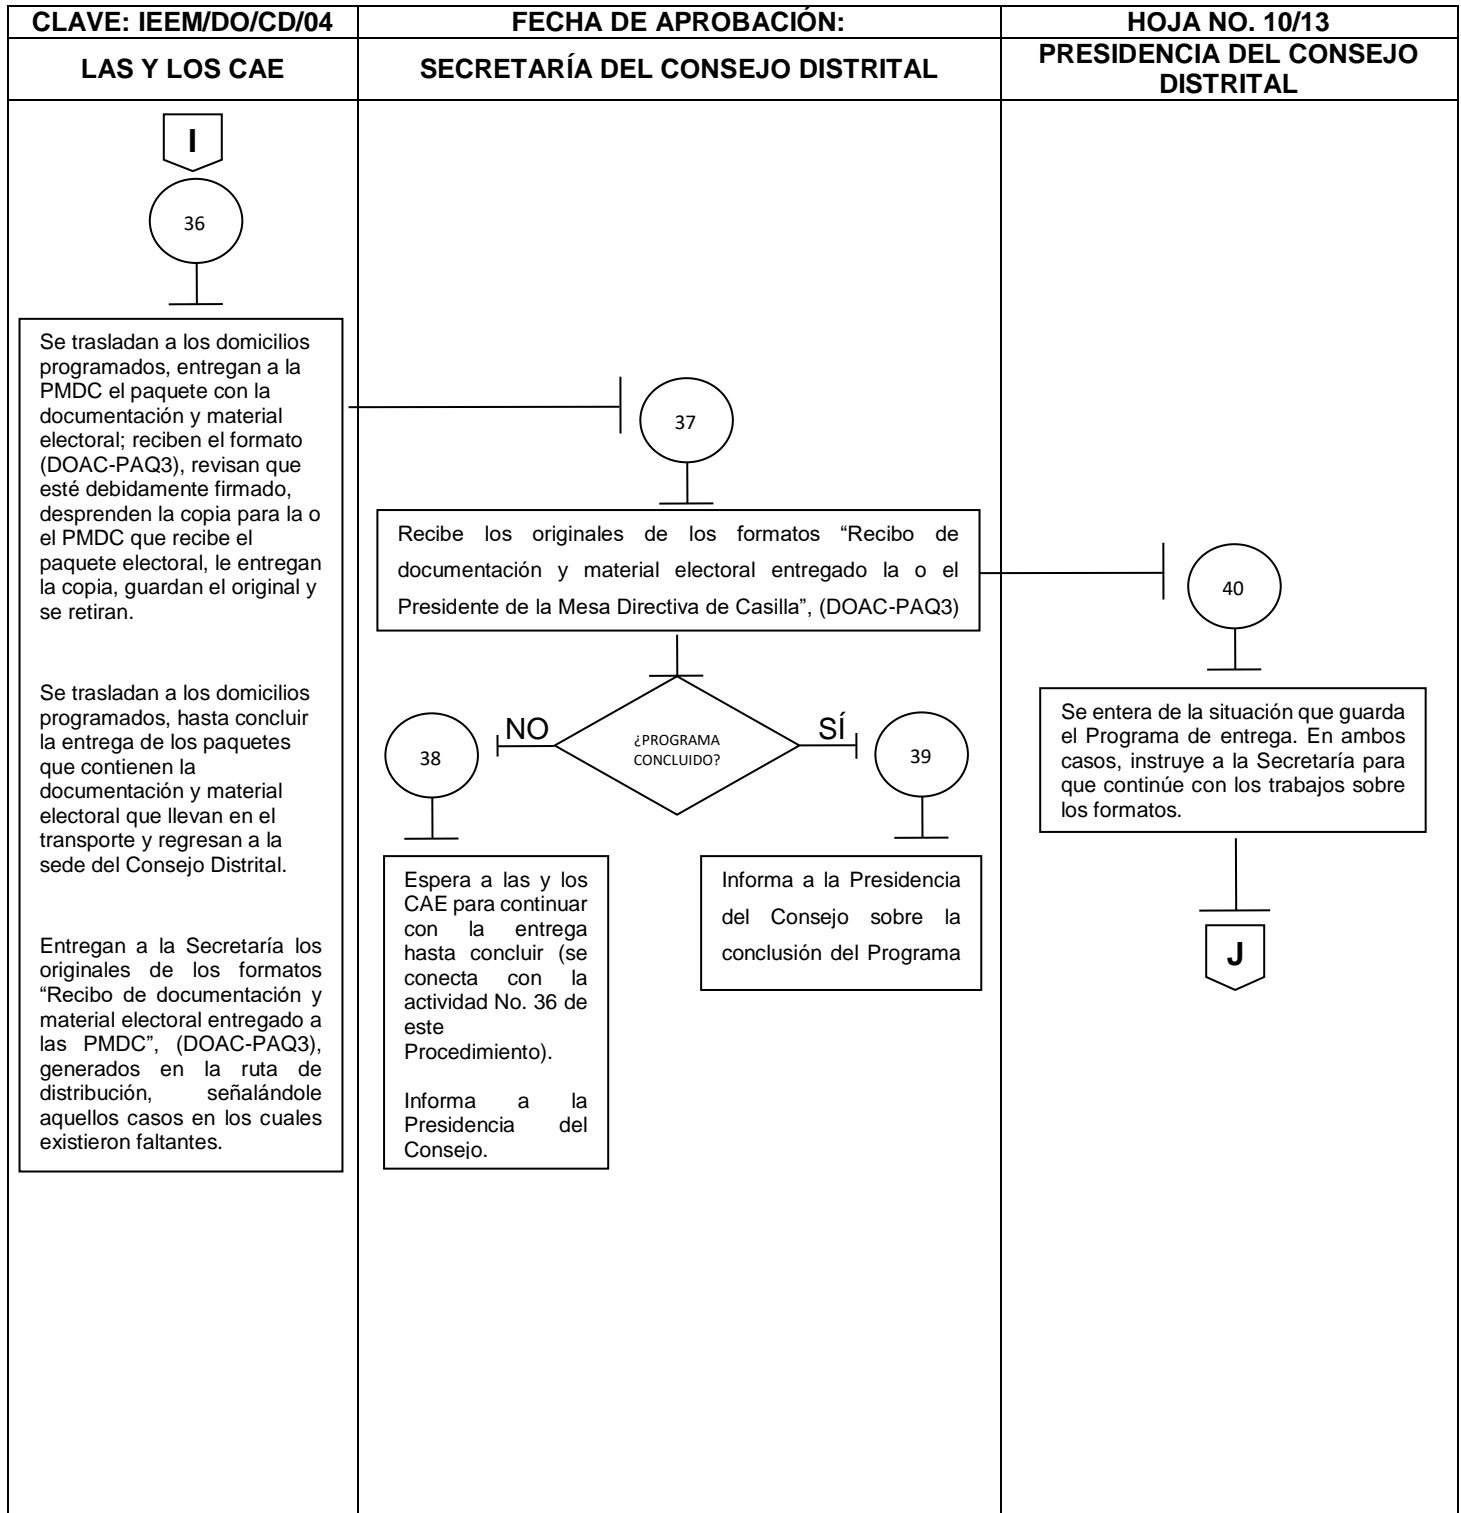 CLAVE: IEEM/DO/CD/04
FECHA DE APROBACIÓN:
HOJA NO. 10/13
LAS Y LOS CAE
SECRETARÍA DEL CONSEJO DISTRITAL
PRESIDENCIA DEL CONSEJO
DISTRITAL
I
36
Se trasladan a los domicilios
programados, entregan a la
PMDC el paquete con la
documentación y material
electoral; reciben el formato
(DOAC-PAQ3), revisan que
esté debidamente firmado,
desprenden la copia para la o
el PMDC que recibe el
paquete electoral, le entregan
la copia, guardan el original y
se retiran.
Se trasladan a los domicilios
programados, hasta concluir
la entrega de los paquetes
que contienen la
documentación y material
electoral que llevan en el
transporte y regresan a la
sede del Consejo Distrital.
Entregan a la Secretaría los
originales de los formatos
“Recibo de documentación y
material electoral entregado a
las PMDC”, (DOAC-PAQ3),
generados en la ruta de
distribución, señalándole
aquellos casos en los cuales
existieron faltantes.
37
Recibe los originales de los formatos “Recibo de
documentación y material electoral entregado la o el
Presidente de la Mesa Directiva de Casilla”, (DOAC-PAQ3)
¿PROGRAMA
CONCLUIDO?
NO
SÍ
38
Espera a las y los
CAE para continuar
con la entrega
hasta concluir (se
conecta con la
actividad No. 36 de
este
Procedimiento).
Informa a la
Presidencia del
Consejo.
39
Informa a la Presidencia
del Consejo sobre la
conclusión del Programa
40
Se entera de la situación que guarda
el Programa de entrega. En ambos
casos, instruye a la Secretaría para
que continúe con los trabajos sobre
los formatos.
J